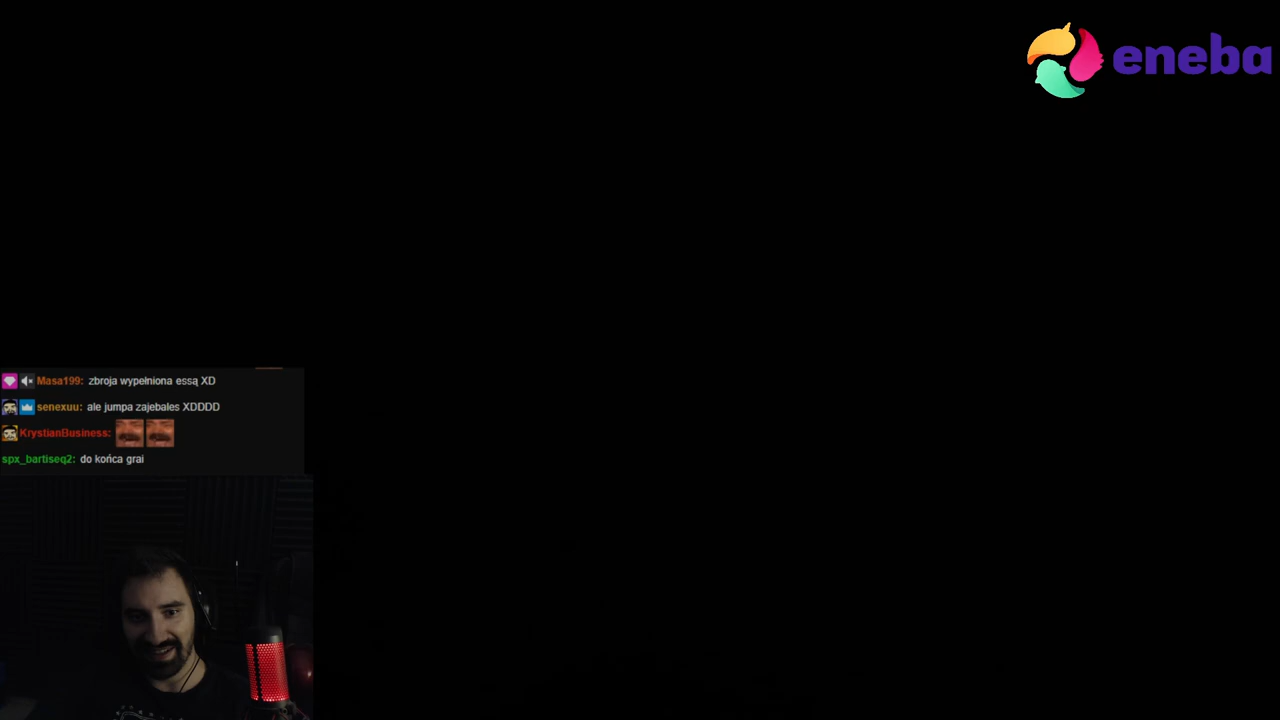 eneba
Masa199: zbroja wypełniona essą XD
senexuu: ale jumpa zajebales XDDDD
KrystianBusiness:
spx_bartiseq2: do końca grai